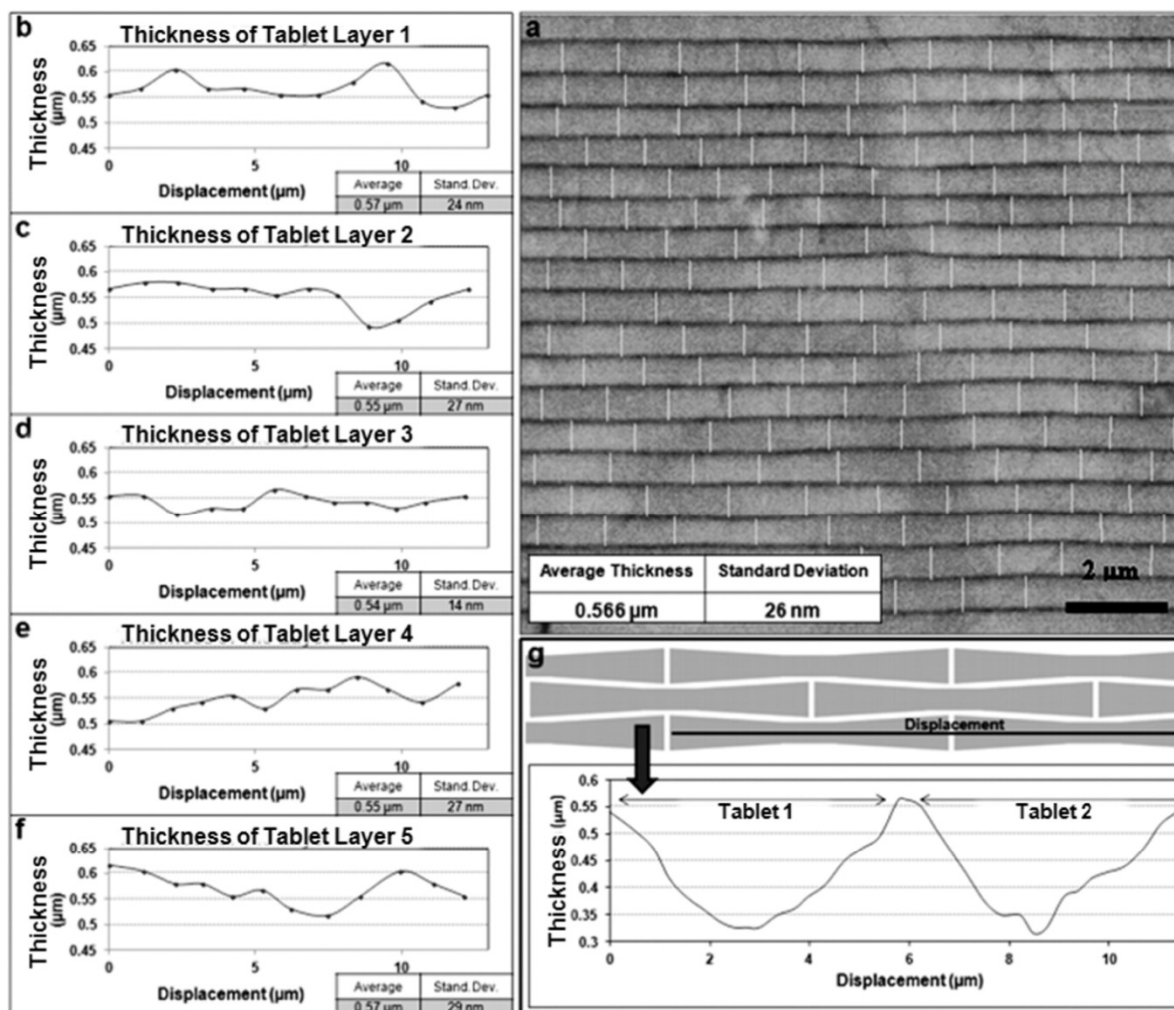 b
Thickness of Tablet Layer 1
0.65
0.6
0.55
0.5
0.45
Thickness
(µm)
0 5 10
Displacement (µm)
Average Stand.Dev.
0.57 µm 24 nm
c
Thickness of Tablet Layer 2
0.65
0.6
0.55
0.5
0.45
Thickness
(µm)
0 5 10
Displacement (µm)
Average Stand.Dev.
0.55 µm 27 nm
d
Thickness of Tablet Layer 3
0.65
0.6
0.55
0.5
0.45
Thickness
(µm)
0 5 10
Displacement (µm)
Average Stand.Dev.
0.54 µm 14 nm
e
Thickness of Tablet Layer 4
0.65
0.6
0.55
0.5
0.45
Thickness
(µm)
0 5 10
Displacement (µm)
Average Stand.Dev.
0.55 µm 27 nm
f
Thickness of Tablet Layer 5
0.65
0.6
0.55
0.5
0.45
Thickness
(µm)
0 5 10
Displacement (µm)
Average Stand.Dev.
0.57 µm 29 nm
a
Average Thickness Standard Deviation
0.566 µm 26 nm
2 µm
g
Displacement
0.6
0.55
0.5
0.45
0.4
0.35
0.3
Thickness (µm)
Tablet 1 Tablet 2
0 2 4 6 8 10
Displacement (µm)